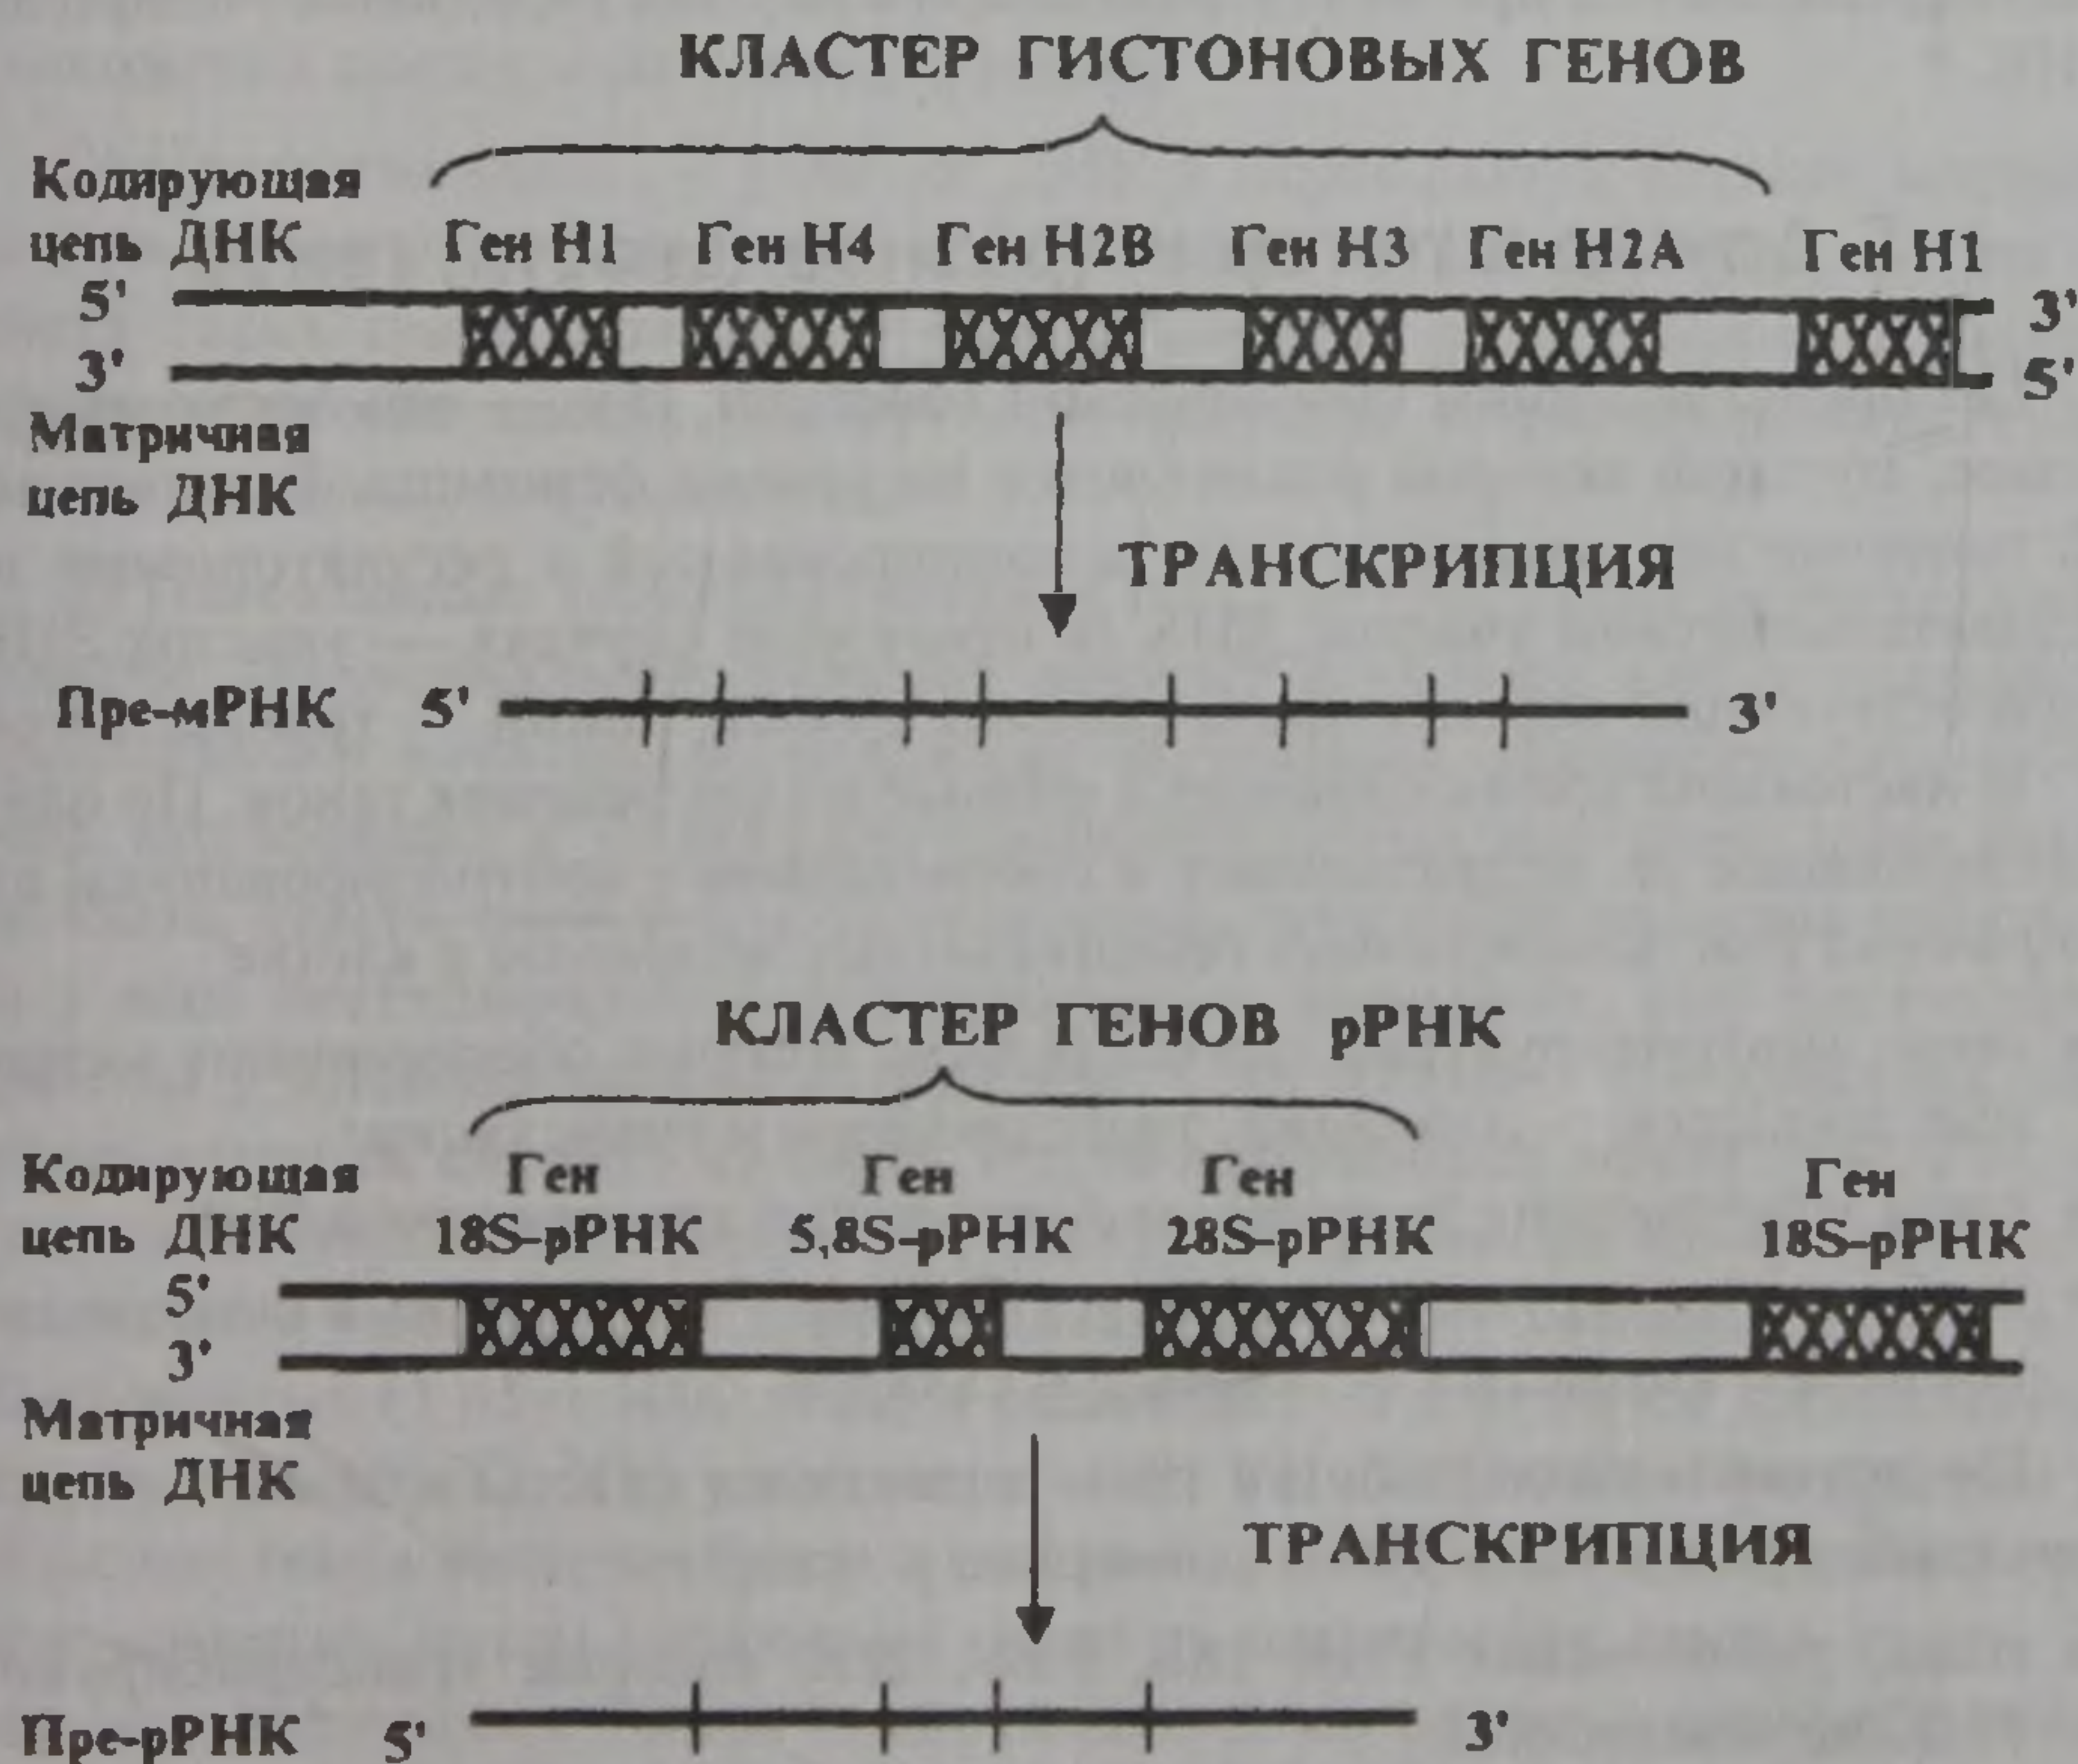 КЛАСТЕР ГИСТОНОВЫХ ГЕНОВ
Кодирующая
цепь ДНК
Ген H1 Ген H4 Ген H2B Ген H3 Ген H2A Ген H1
5' 3'
3' 5'
Матричная
цепь ДНК
ТРАНСКРИПЦИЯ
Пре-мРНК 5' 3'
КЛАСТЕР ГЕНОВ рРНК
Кодирующая Ген Ген Ген Ген
цепь ДНК 18S-рРНК 5,8S-рРНК 28S-рРНК 18S-рРНК
5'
3'
Матричная
цепь ДНК
ТРАНСКРИПЦИЯ
Пре-рРНК 5' 3'